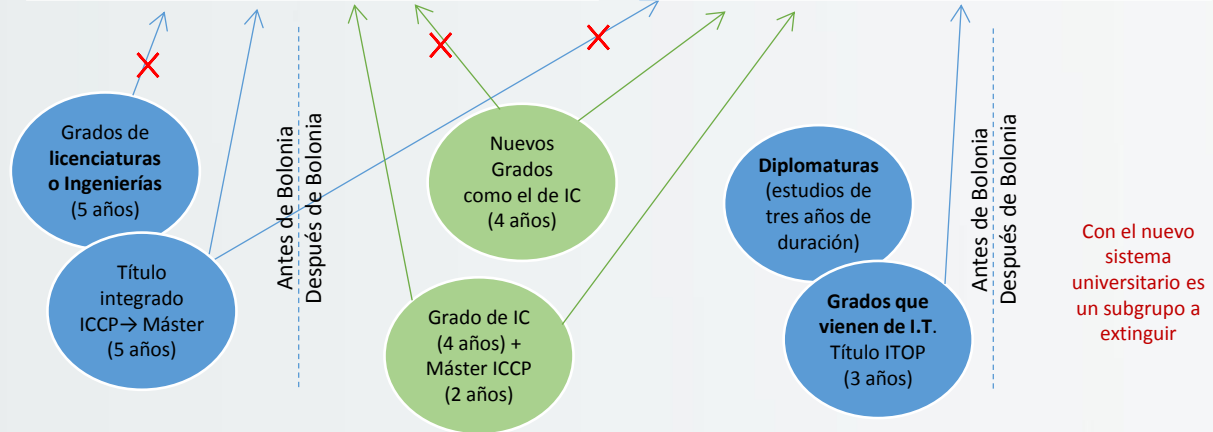 Grados de
licenciaturas
o Ingenierías
(5 años)
Título
integrado
ICCP→ Máster
(5 años)
Antes de Bolonia
Después de Bolonia
Nuevos
Grados
como el de IC
(4 años)
Grado de IC
(4 años) +
Máster ICCP
(2 años)
Diplomaturas
(estudios de
tres años de
duración)
Grados que
vienen de I.T.
Título ITOP
(3 años)
Antes de Bolonia
Después de Bolonia
Con el nuevo
sistema
universitario es
un subgrupo a
extinguir